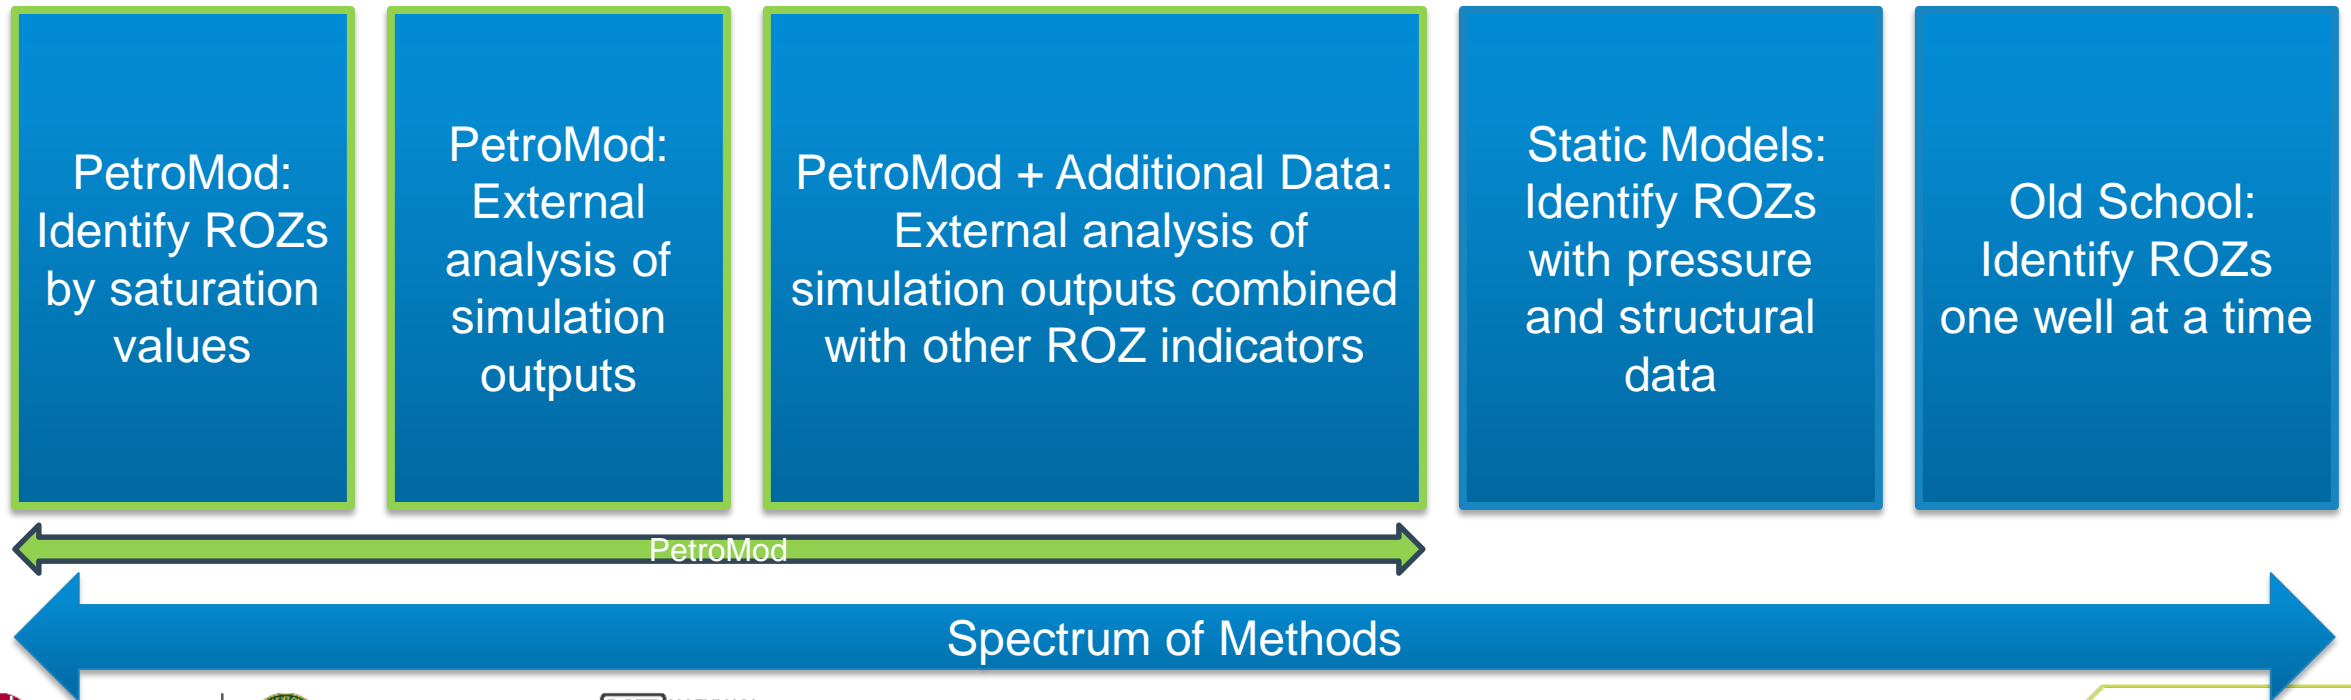 PetroMod:
Identify ROZs
by saturation
values
PetroMod:
External
analysis of
simulation
outputs
PetroMod + Additional Data:
External analysis of
simulation outputs combined
with other ROZ indicators
Static Models:
Identify ROZs
with pressure
and structural
data
Old School:
Identify ROZs
one well at a time
PetroMod
Spectrum of Methods